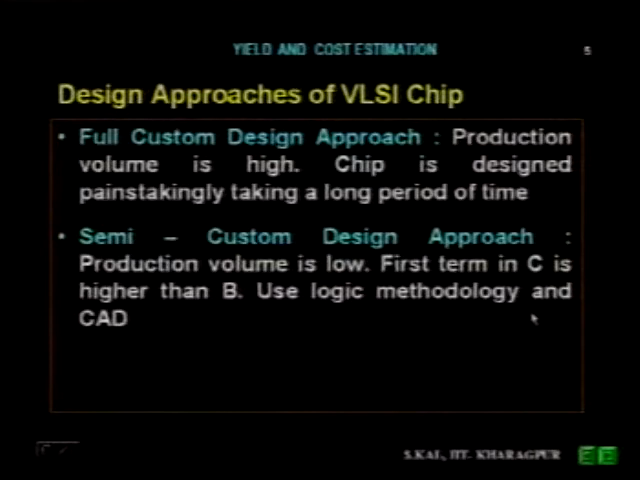 YIELD AND COST ESTIMATION
5
Design Approaches of VLSI Chip
• Full Custom Design Approach : Production
volume is high. Chip is designed
painstakingly taking a long period of time
• Semi – Custom Design Approach :
Production volume is low. First term in C is
higher than B. Use logic methodology and
CAD
S.KAL, IIT- KHARAGPUR